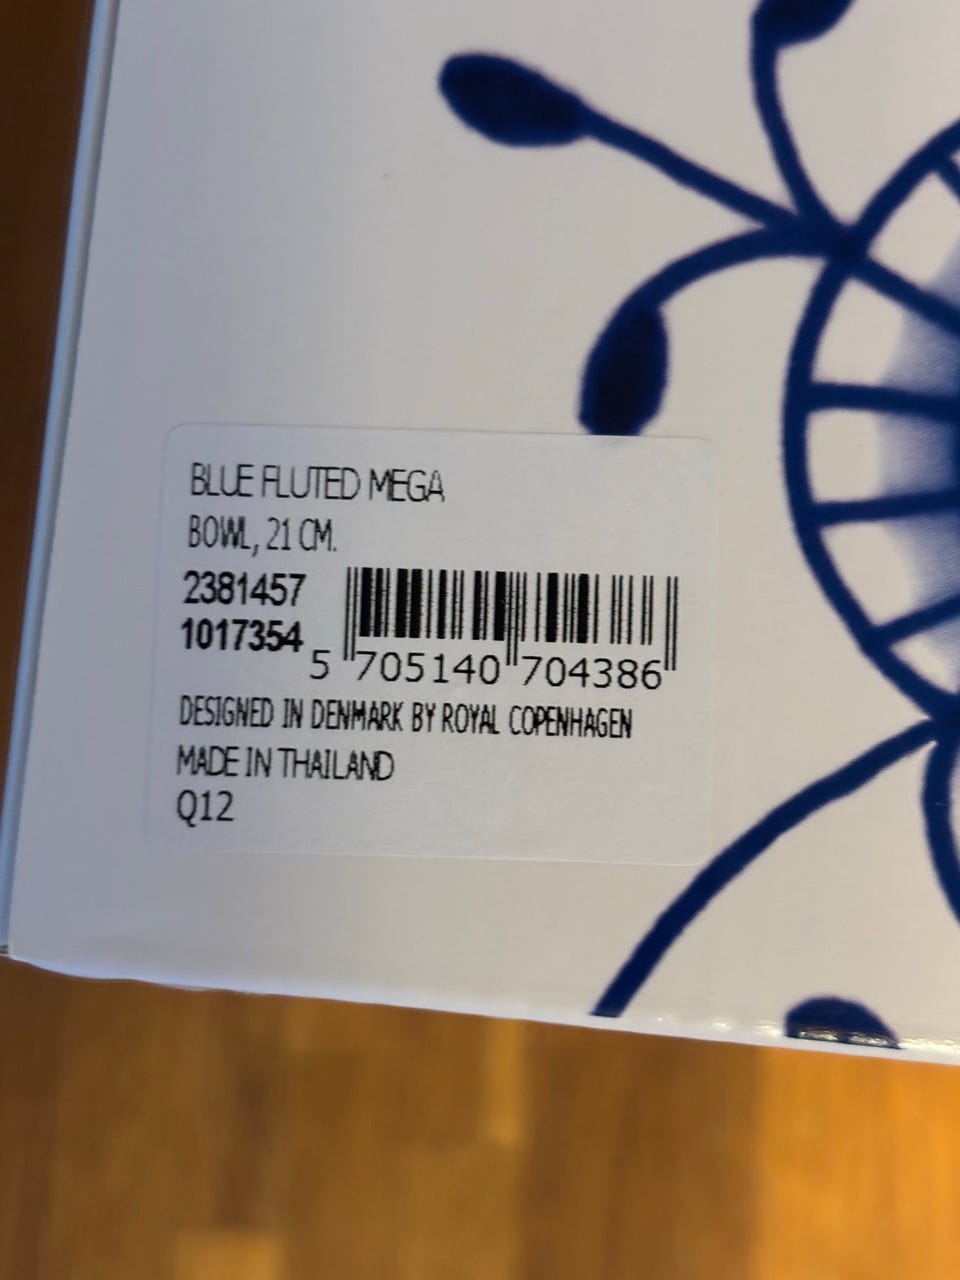 BLUE FLUTED MEGA
BOWL, 21 CM.
2381457
1017354
5 705140 704386
DESIGNED IN DENMARK BY ROYAL COPENHAGEN
MADE IN THAILAND
Q12